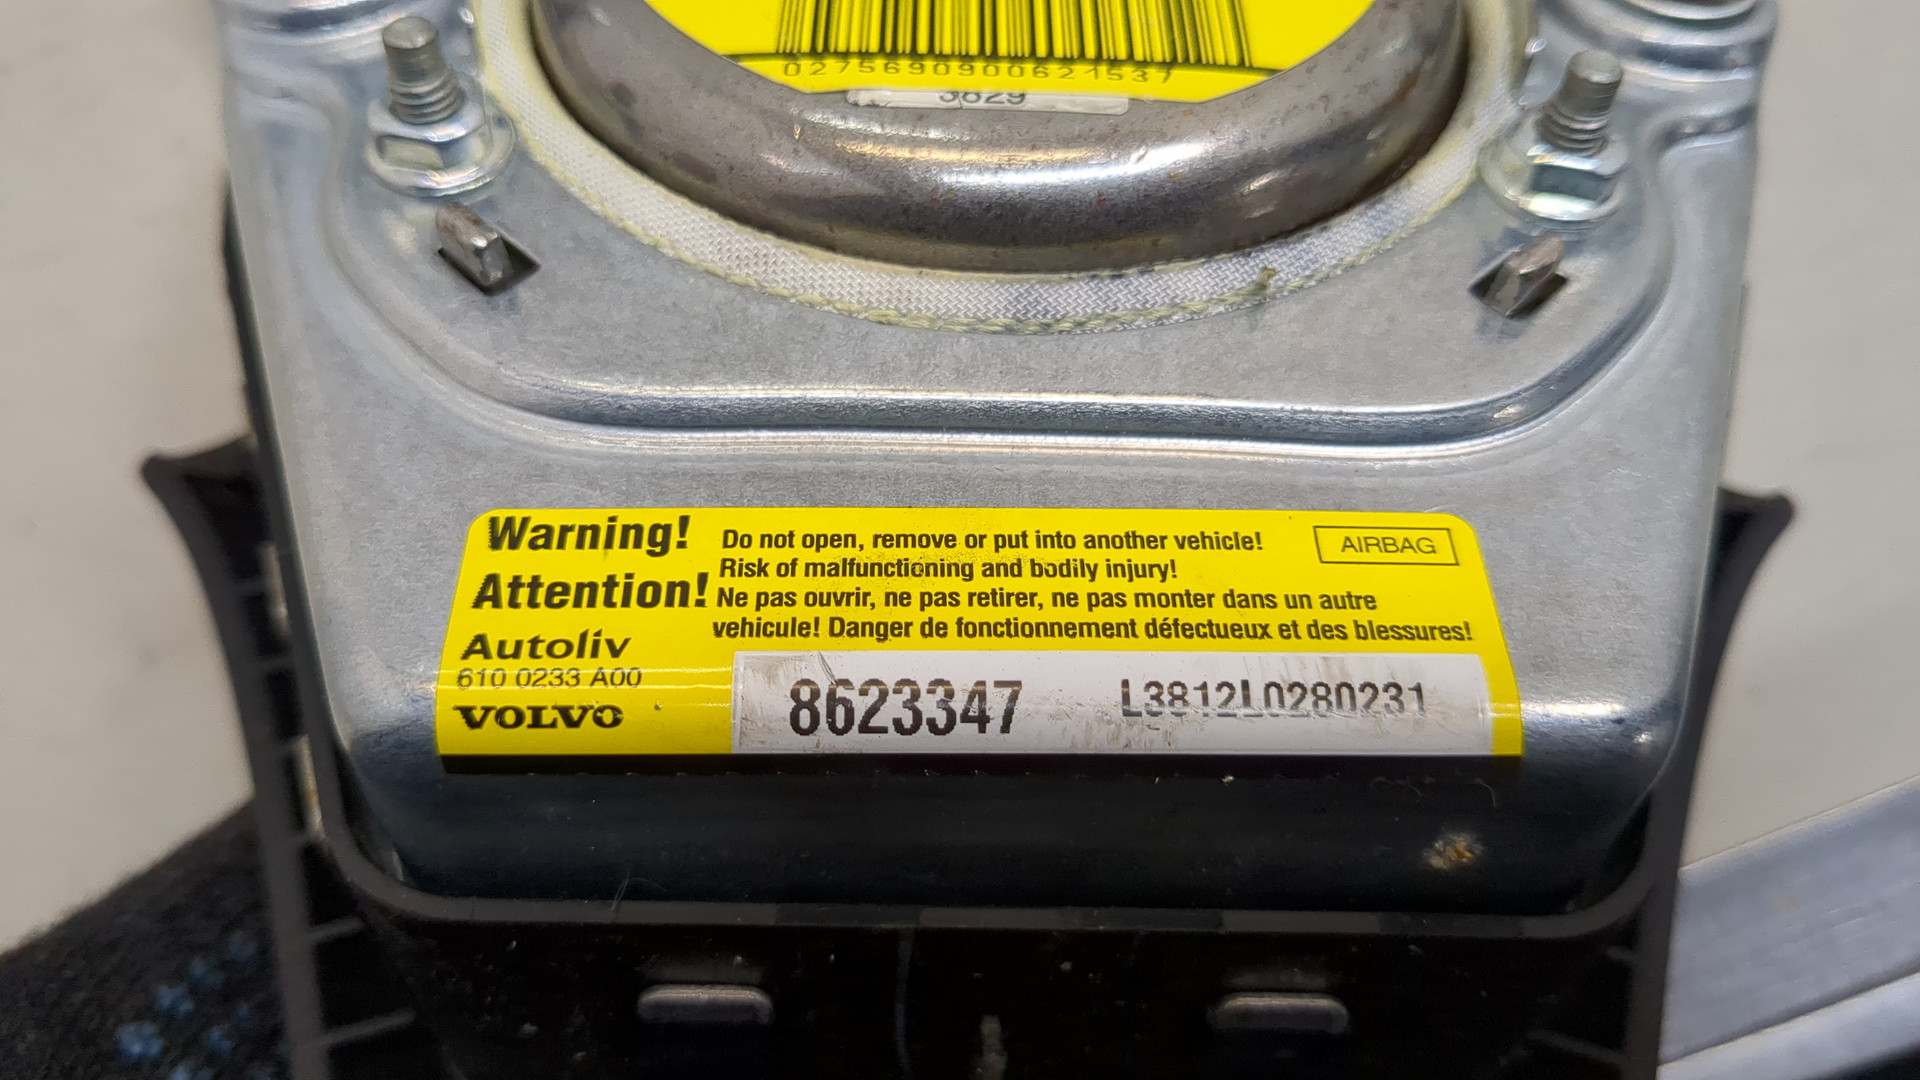 0275690900621537
3829
Warning! Do not open, remove or put into another vehicle!
Risk of malfunctioning and bodily injury!
AIRBAG
Attention! Ne pas ouvrir, ne pas retirer, ne pas monter dans un autre
vehicule! Danger de fonctionnement défectueux et des blessures!
Autoliv
610 0233 A00
VOLVO
8623347 L3812L0280231